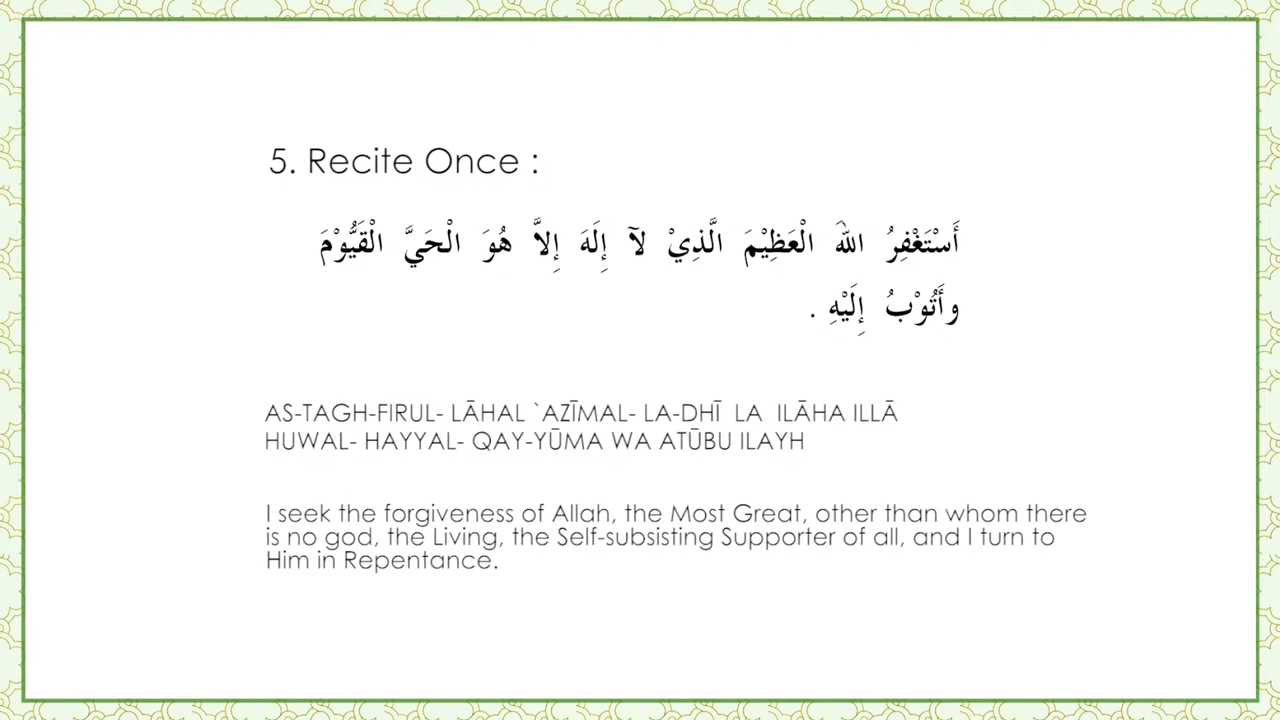 5. Recite Once :
أَسْتَغْفِرُ اللهَ الْعَظِيْمَ الَّذِيْ لآ إِلَهَ إِلاَّ هُوَ الْحَيَّ الْقَيُّوْمَ
وأَتُوْبُ إِلَيْهِ .
AS-TAGH-FIRUL- LĀHAL `AZĪMAL- LA-DHĪ LA ILĀHA ILLĀ
HUWAL- HAYYAL- QAY-YŪMA WA ATŪBU ILAYH
I seek the forgiveness of Allah, the Most Great, other than whom there
is no god, the Living, the Self-subsisting Supporter of all, and I turn to
Him in Repentance.